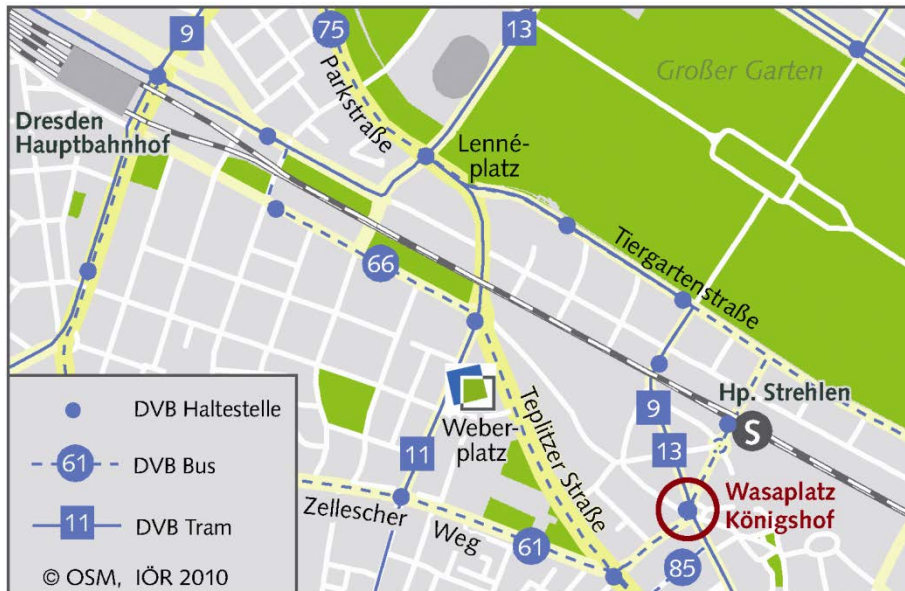 9
75
13
Großer Garten
Parkstraße
Dresden
Hauptbahnhof
Lenné-
platz
66
Tiergartenstraße
Hp. Strehlen
S
9
13
11
Weber-
platz
Teplitzer Straße
Wasaplatz
Königshof
Zellescher
Weg
61
85
DVB Haltestelle
61
DVB Bus
11
DVB Tram
© OSM, IÖR 2010